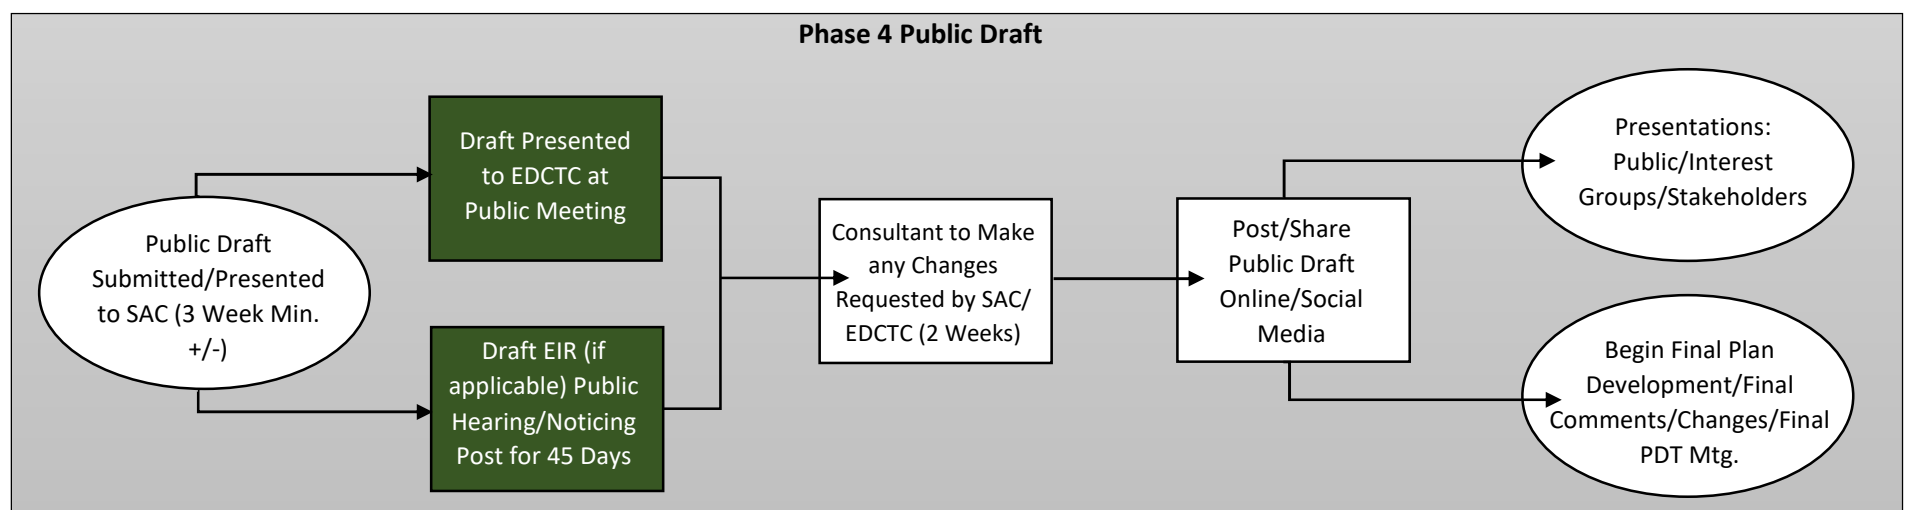 Phase 4 Public Draft
Public Draft
Submitted/Presented
to SAC (3 Week Min.
+/-)
Draft Presented
to EDCTC at
Public Meeting
Draft EIR (if
applicable) Public
Hearing/Noticing
Post for 45 Days
Consultant to Make
any Changes
Requested by SAC/
EDCTC (2 Weeks)
Post/Share
Public Draft
Online/Social
Media
Presentations:
Public/Interest
Groups/Stakeholders
Begin Final Plan
Development/Final
Comments/Changes/Final
PDT Mtg.